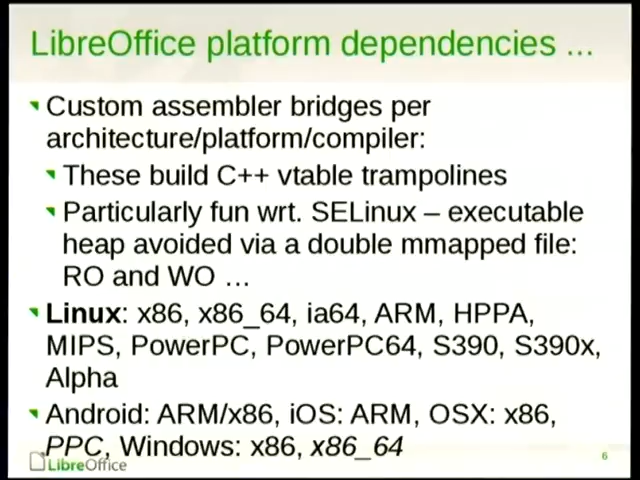 LibreOffice platform dependencies ...
Custom assembler bridges per
architecture/platform/compiler:
These build C++ vtable trampolines
Particularly fun wrt. SELinux – executable
heap avoided via a double mmapped file:
RO and WO ...
Linux: x86, x86_64, ia64, ARM, HPPA,
MIPS, PowerPC, PowerPC64, S390, S390x,
Alpha
Android: ARM/x86, iOS: ARM, OSX: x86,
PPC, Windows: x86, x86_64
LibreOffice
6